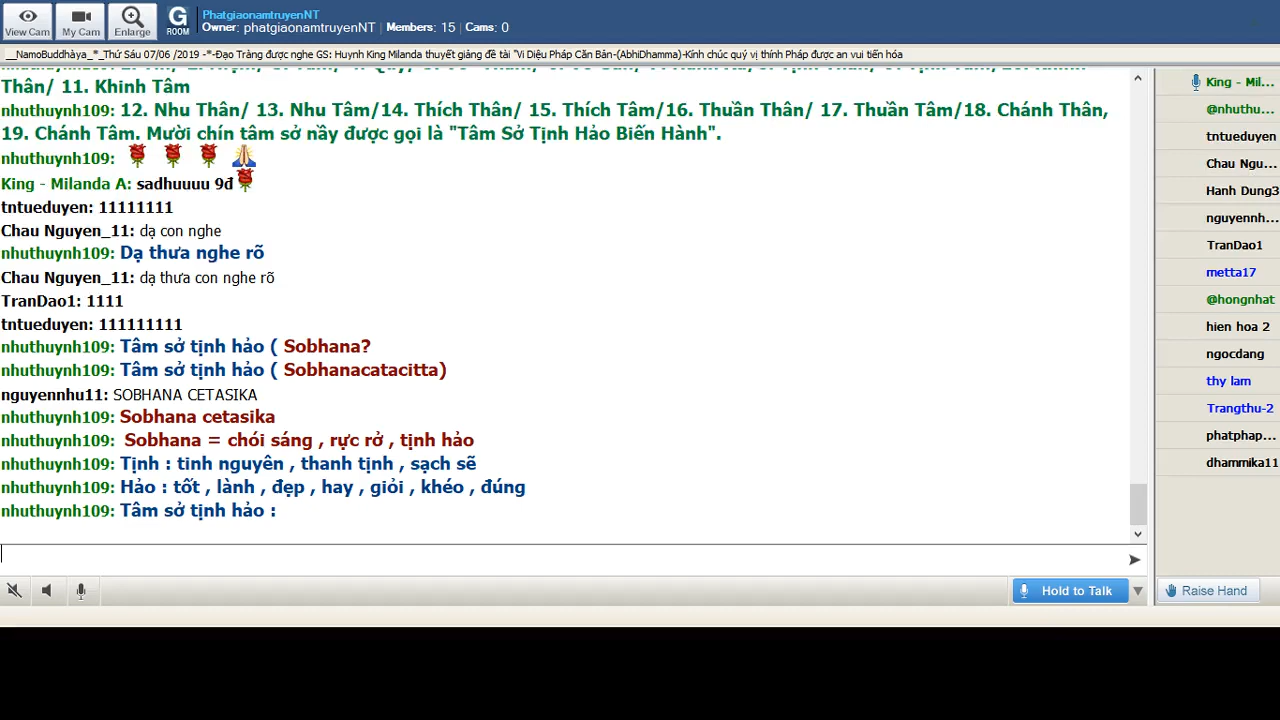 View Cam
My Cam
Enlarge
G
ROOM
PhatgiaonamtruyenNT
Owner: phatgiaonamtruyenNT | Members: 15 | Cams: 0
__NamoBuddhàya_*_Thứ Sáu 07/06 /2019 -*-Đạo Tràng được nghe GS: Huynh King Milanda thuyết giảng đề tài "Vi Diệu Pháp Căn Bản-(AbhiDhamma)-Kính chúc quý vị thính Pháp được an vui tiến hóa
Thân/ 11. Khinh Tâm
nhuthuynh109: 12. Nhu Thân/ 13. Nhu Tâm/14. Thích Thân/ 15. Thích Tâm/16. Thuần Thân/ 17. Thuần Tâm/18. Chánh Thân,
19. Chánh Tâm. Mười chín tâm sở nầy được gọi là "Tâm Sở Tịnh Hảo Biến Hành".
nhuthuynh109:
King - Milanda A: sadhuuuu 9đ
tntueduyen: 11111111
Chau Nguyen_11: dạ con nghe
nhuthuynh109: Dạ thưa nghe rõ
Chau Nguyen_11: dạ thưa con nghe rõ
TranDao1: 1111
tntueduyen: 111111111
nhuthuynh109: Tâm sở tịnh hảo ( Sobhana?
nhuthuynh109: Tâm sở tịnh hảo ( Sobhanacatacitta)
nguyennhu11: SOBHANA CETASIKA
nhuthuynh109: Sobhana cetasika
nhuthuynh109: Sobhana = chói sáng , rực rở , tịnh hảo
nhuthuynh109: Tịnh : tinh nguyên , thanh tịnh , sạch sẽ
nhuthuynh109: Hảo : tốt , lành , đẹp , hay , giỏi , khéo , đúng
nhuthuynh109: Tâm sở tịnh hảo :
King - Mil...
@nhuthu...
tntueduyen
Chau Ngu...
Hanh Dung3
nguyennh...
TranDao1
metta17
@hongnhat
hien hoa 2
ngocdang
thy lam
Trangthu-2
phatphap...
dhammika11
Hold to Talk
Raise Hand